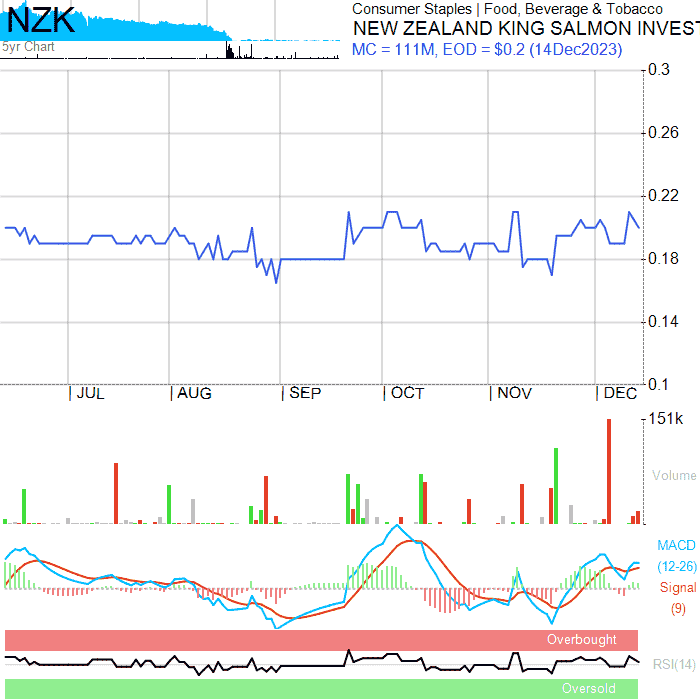 NZK
5yr Chart
Consumer Staples | Food, Beverage & Tobacco
NEW ZEALAND KING SALMON INVEST
MC = 111M, EOD = $0.2 (14Dec2023)
0.3
0.26
0.22
0.18
0.14
0.1
JUL AUG SEP OCT NOV DEC
151k
Volume
MACD
(12-26)
Signal
(9)
Overbought
RSI(14)
Oversold